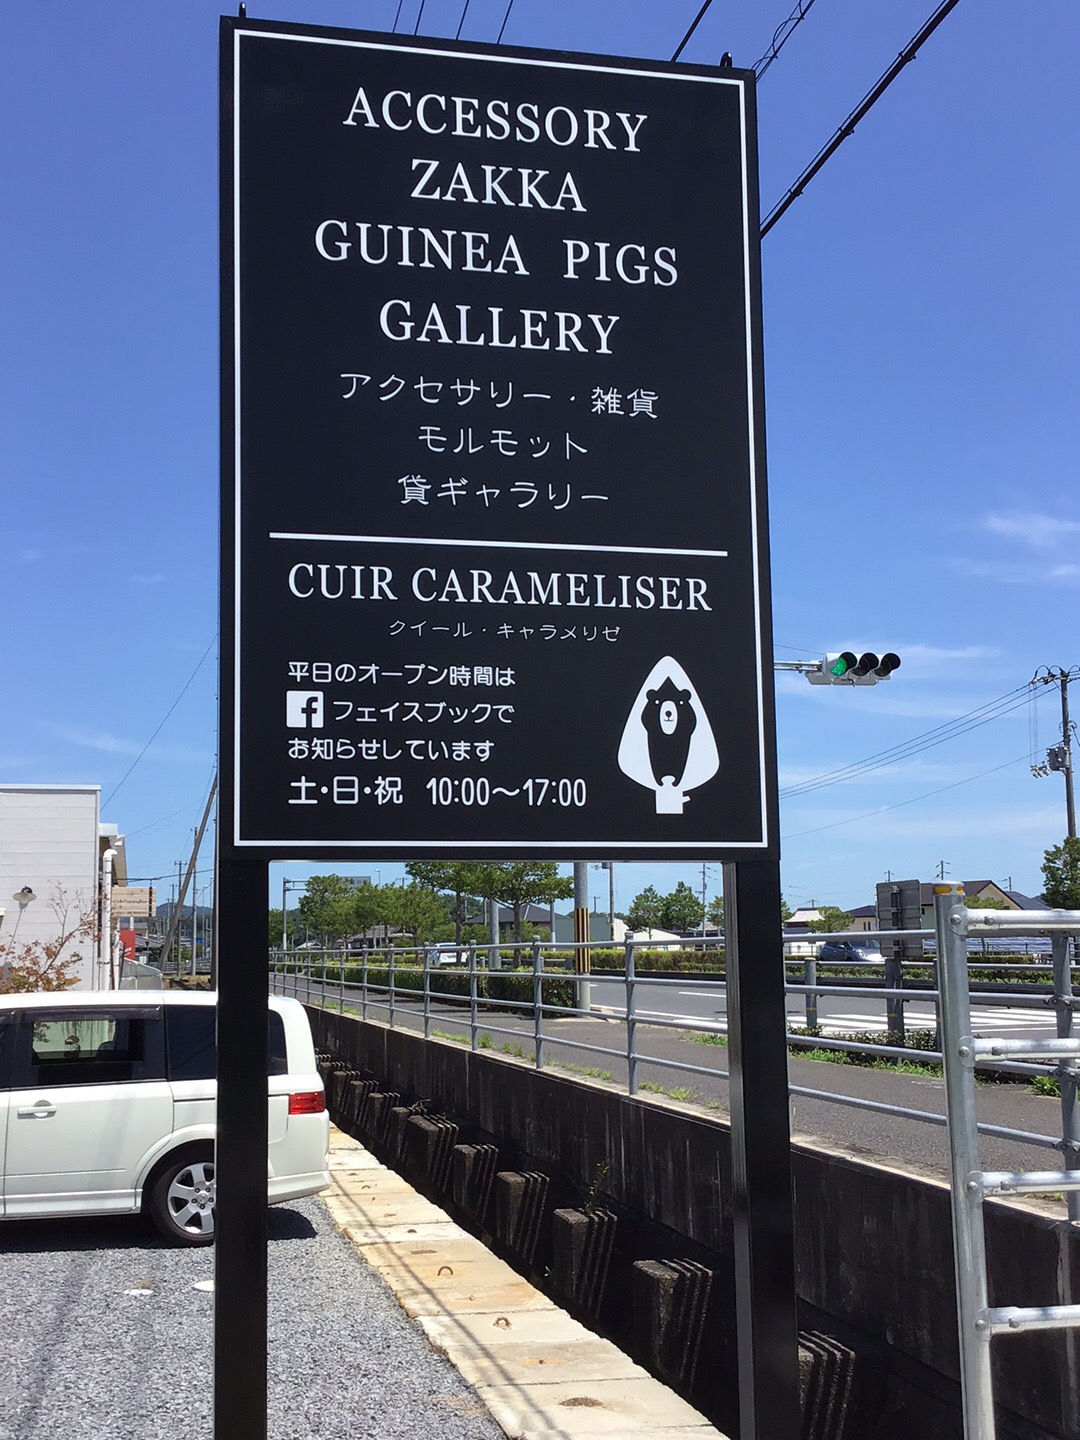 ACCESSORY
ZAKKA
GUINEA PIGS
GALLERY
アクセサリー・雑貨
モルモット
貸ギャラリー
CUIR CARAMELISER
クイール・キャラメリゼ
平日のオープン時間は
f フェイスブックで
お知らせしています
土・日・祝 10:00～17:00